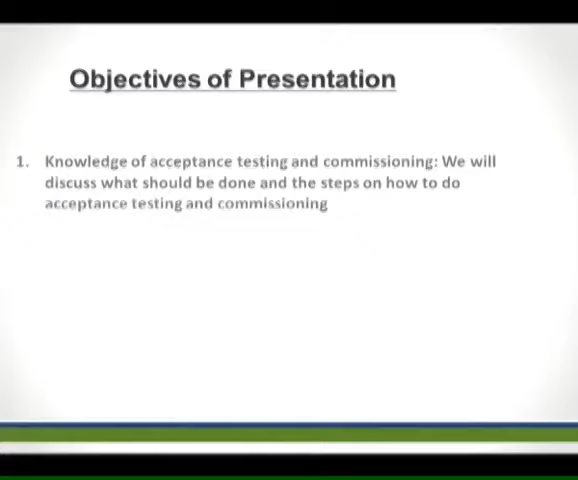 Objectives of Presentation
1. Knowledge of acceptance testing and commissioning: We will
discuss what should be done and the steps on how to do
acceptance testing and commissioning